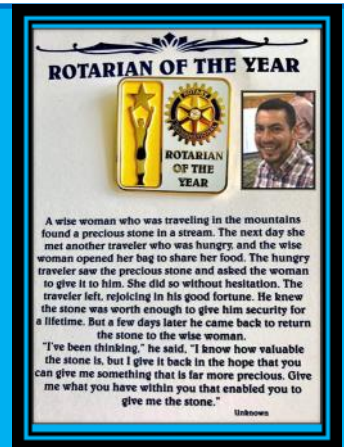 ROTARIAN OF THE YEAR
ROTARY
INTERNATIONAL
ROTARIAN
OF THE
YEAR
A wise woman who was traveling in the mountains
found a precious stone in a stream. The next day she
met another traveler who was hungry, and the wise
woman opened her bag to share her food. The hungry
traveler saw the precious stone and asked the woman
to give it to him. She did so without hesitation. The
traveler left, rejoicing in his good fortune. He knew
the stone was worth enough to give him security for
a lifetime. But a few days later he came back to return
the stone to the wise woman.
"I've been thinking," he said, "I know how valuable
the stone is, but I give it back in the hope that you
can give me something that is far more precious. Give
me what you have within you that enabled you to
give me the stone."
Unknown